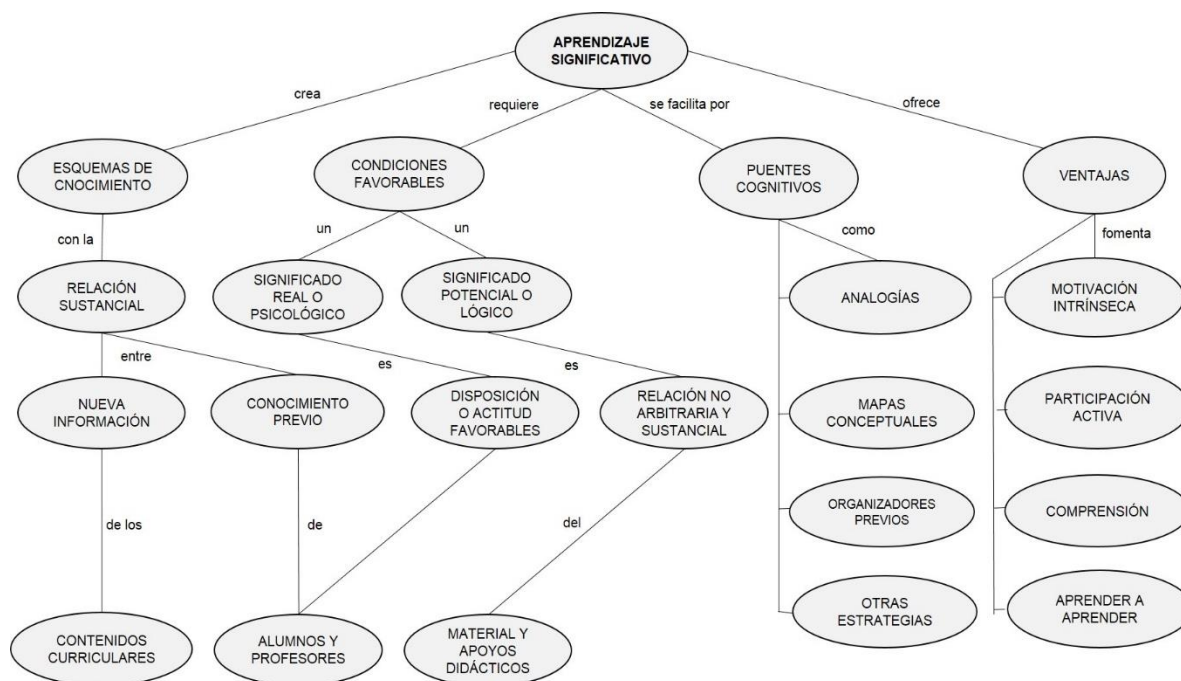 APRENDIZAJE
SIGNIFICATIVO
crea
requiere
se facilita por
ofrece
ESQUEMAS DE
CNOCIMIENTO
CONDICIONES
FAVORABLES
PUENTES
COGNITIVOS
VENTAJAS
con la
un
un
como
fomenta
RELACIÓN
SUSTANCIAL
SIGNIFICADO
REAL O
PSICOLÓGICO
SIGNIFICADO
POTENCIAL O
LÓGICO
ANALOGÍAS
MOTIVACIÓN
INTRÍNSECA
entre
es
es
NUEVA
INFORMACIÓN
CONOCIMIENTO
PREVIO
DISPOSICIÓN
O ACTITUD
FAVORABLES
RELACIÓN NO
ARBITRARIA Y
SUSTANCIAL
MAPAS
CONCEPTUALES
PARTICIPACIÓN
ACTIVA
de los
de
del
ORGANIZADORES
PREVIOS
COMPRENSIÓN
CONTENIDOS
CURRICULARES
ALUMNOS Y
PROFESORES
MATERIAL Y
APOYOS
DIDÁCTICOS
OTRAS
ESTRATEGIAS
APRENDER A
APRENDER